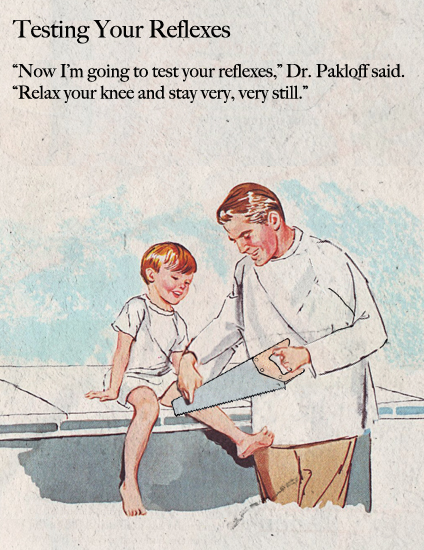 Testing Your Reflexes
“Now I’m going to test your reflexes,” Dr. Pakloff said.
“Relax your knee and stay very, very still.”